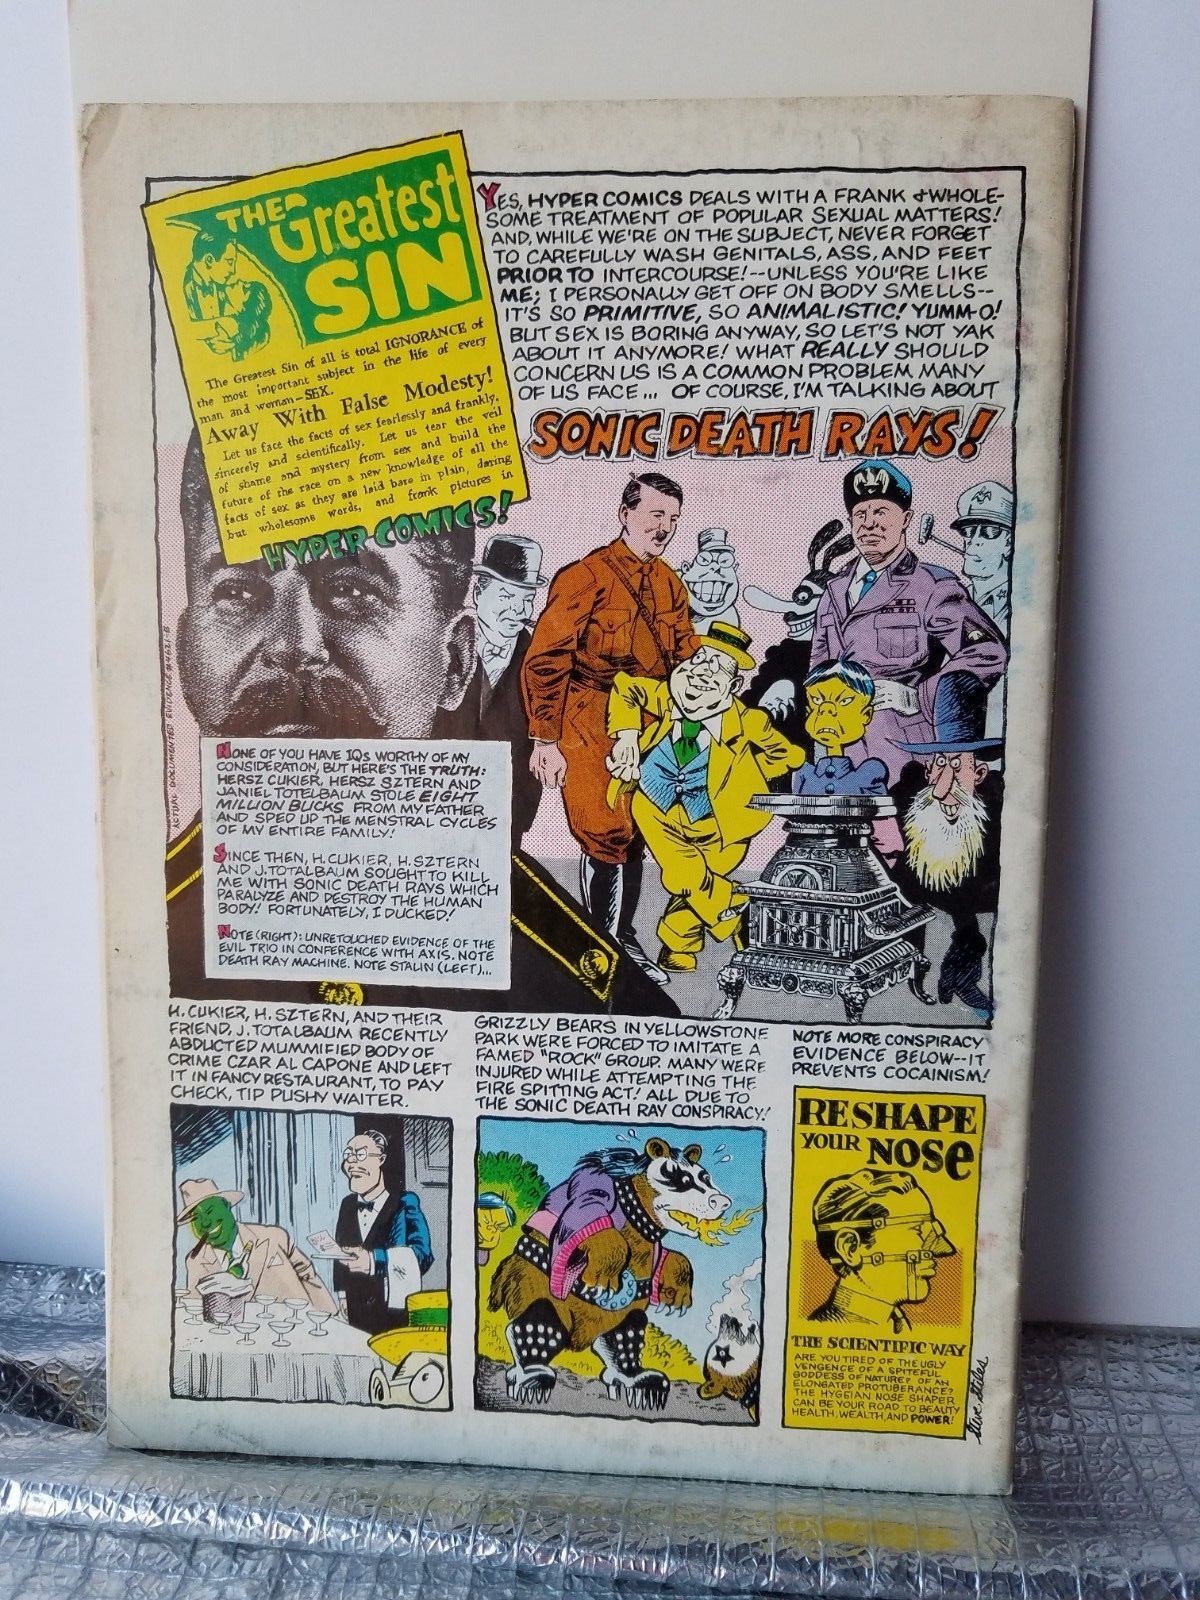 THE Greatest
SIN
The Greatest Sin of all is total IGNORANCE of
the most important subject in the life of every
man and woman—SEX.
Away With False Modesty!
Let us face the facts of sex fearlessly and frankly,
sincerely and scientifically. Let us tear the veil
of shame and mystery from sex and build the
future of the race on a new knowledge of all the
facts of sex as they are laid bare in plain, daring
but wholesome words, and frank pictures in
HYPER COMICS!
YES, HYPER COMICS DEALS WITH A FRANK & WHOLE-
SOME TREATMENT OF POPULAR SEXUAL MATTERS!
AND, WHILE WE'RE ON THE SUBJECT, NEVER FORGET
TO CAREFULLY WASH GENITALS, ASS, AND FEET
PRIOR TO INTERCOURSE!--UNLESS YOU'RE LIKE
ME; I PERSONALLY GET OFF ON BODY SMELLS--
IT'S SO PRIMITIVE, SO ANIMALISTIC! YUMM-O!
BUT SEX IS BORING ANYWAY, SO LET'S NOT YAK
ABOUT IT ANYMORE! WHAT REALLY SHOULD
CONCERN US IS A COMMON PROBLEM MANY
OF US FACE... OF COURSE, I'M TALKING ABOUT
SONIC DEATH RAYS!
NONE OF YOU HAVE IQs WORTHY OF MY
CONSIDERATION, BUT HERE'S THE TRUTH:
HERSZ CUKIER, HERSZ SZTERN AND
JANIEL TOTELBAUM STOLE EIGHT
MILLION BUCKS FROM MY FATHER
AND SPED UP THE MENSTRAL CYCLES
OF MY ENTIRE FAMILY!
SINCE THEN, H. CUKIER, H. SZTERN
AND J. TOTALBAUM SOUGHT TO KILL
ME WITH SONIC DEATH RAYS WHICH
PARALYZE AND DESTROY THE HUMAN
BODY! FORTUNATELY, I DUCKED!
NOTE (RIGHT): UNRETOUCHED EVIDENCE OF THE
EVIL TRIO IN CONFERENCE WITH AXIS. NOTE
DEATH RAY MACHINE. NOTE STALIN (LEFT)...
ACTUAL DOCUMENTED EVIDENCE
H. CUKIER, H. SZTERN, AND THEIR
FRIEND, J. TOTALBAUM RECENTLY
ABDUCTED MUMMIFIED BODY OF
CRIME CZAR AL CAPONE AND LEFT
IT IN FANCY RESTAURANT, TO PAY
CHECK, TIP PUSHY WAITER.
GRIZZLY BEARS IN YELLOWSTONE
PARK WERE FORCED TO IMITATE A
FAMED "ROCK" GROUP. MANY WERE
INJURED WHILE ATTEMPTING THE
FIRE SPITTING ACT! ALL DUE TO
THE SONIC DEATH RAY CONSPIRACY!
NOTE MORE CONSPIRACY
EVIDENCE BELOW--IT
PREVENTS COCAINISM!
RESHAPE
YOUR NOSE
THE SCIENTIFIC WAY
ARE YOU TIRED OF THE UGLY
VENGENCE OF A SPITEFUL
GODDESS OF NATURE? OF AN
ELONGATED PROTUBERANCE?
THE HYGEIAN NOSE SHAPER
CAN BE YOUR ROAD TO BEAUTY
HEALTH, WEALTH, AND POWER!
Steve Stiles